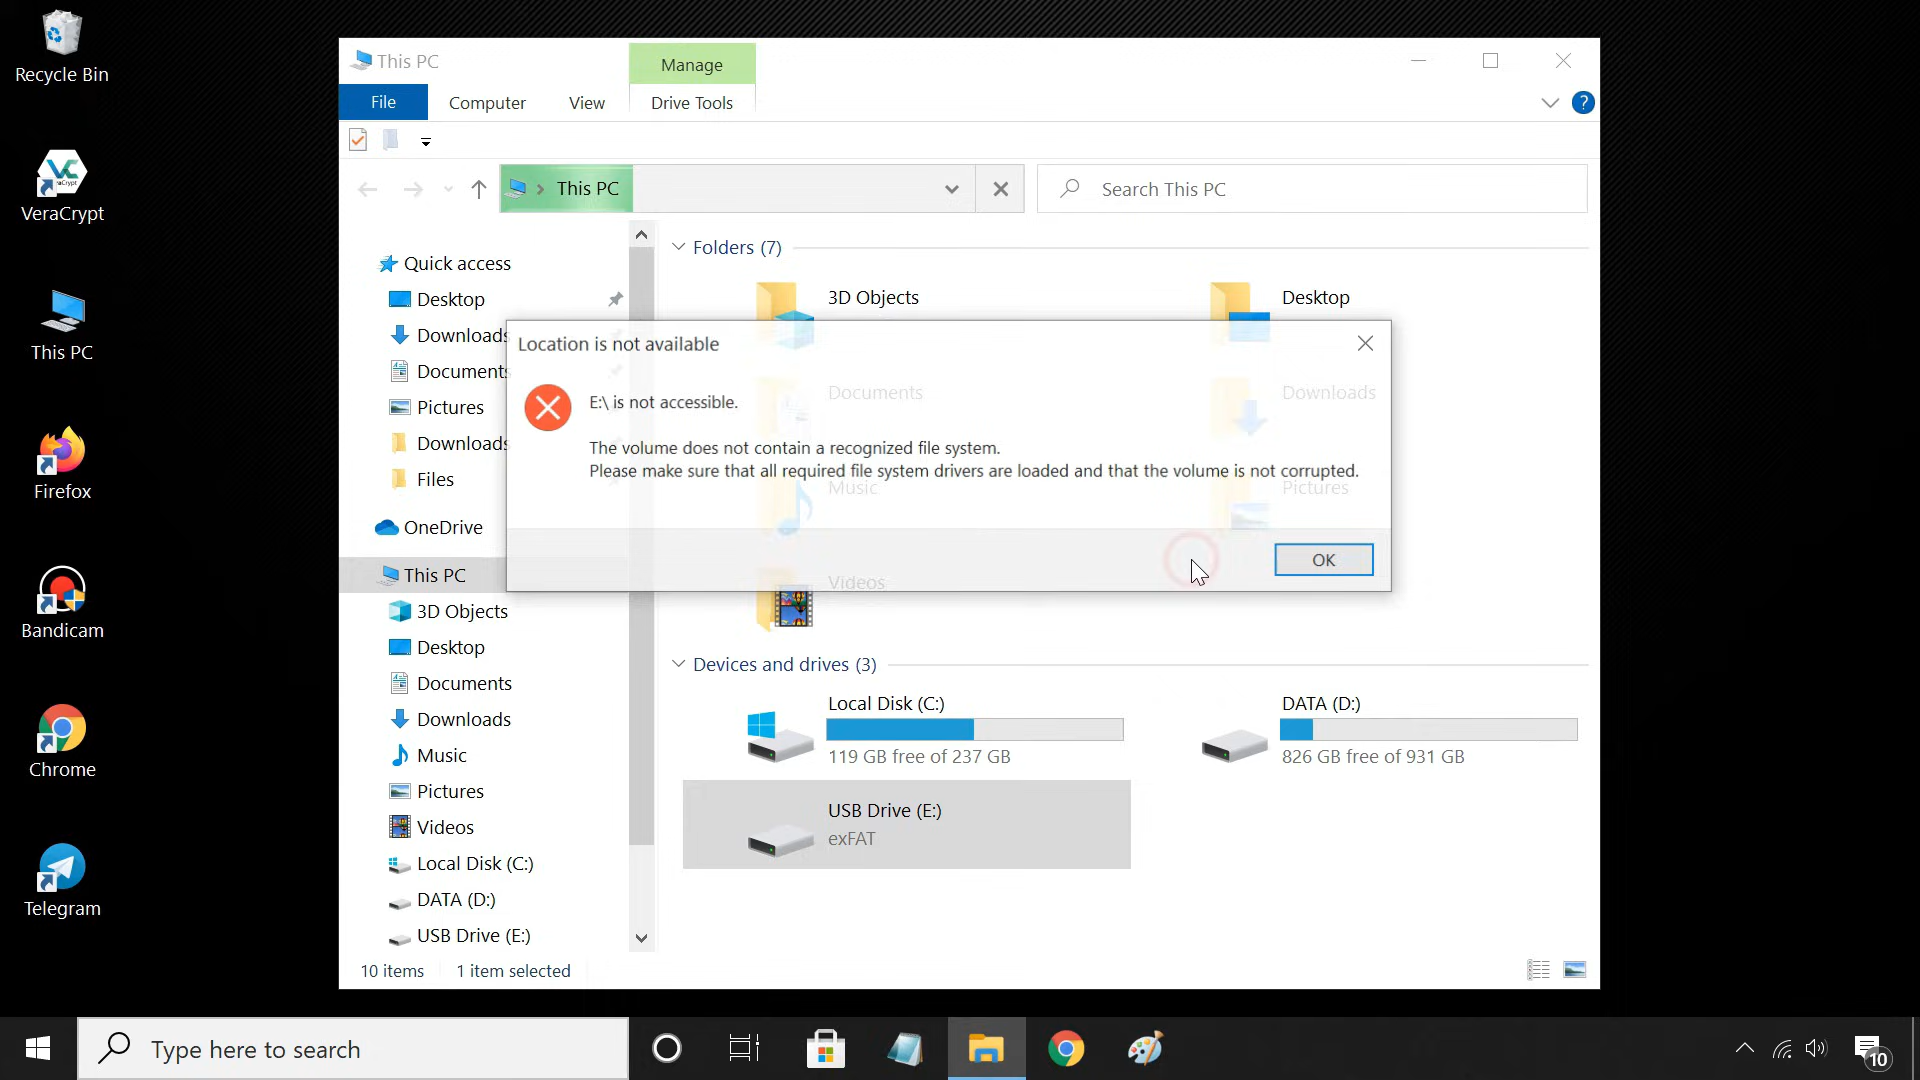 Recycle Bin
VeraCrypt
This PC
Firefox
Bandicam
Chrome
Telegram
This PC
Manage
File
Computer
View
Drive Tools
?
This PC
Search This PC
Quick access
Desktop
Downloads
Documents
Pictures
Downloads
Files
OneDrive
This PC
3D Objects
Desktop
Documents
Downloads
Music
Pictures
Videos
Local Disk (C:)
DATA (D:)
USB Drive (E:)
Folders (7)
3D Objects
Desktop
Documents
Downloads
Music
Pictures
Videos
Location is not available
E:\ is not accessible.
The volume does not contain a recognized file system.
Please make sure that all required file system drivers are loaded and that the volume is not corrupted.
OK
Devices and drives (3)
Local Disk (C:)
119 GB free of 237 GB
DATA (D:)
826 GB free of 931 GB
USB Drive (E:)
exFAT
10 items
1 item selected
Type here to search
10